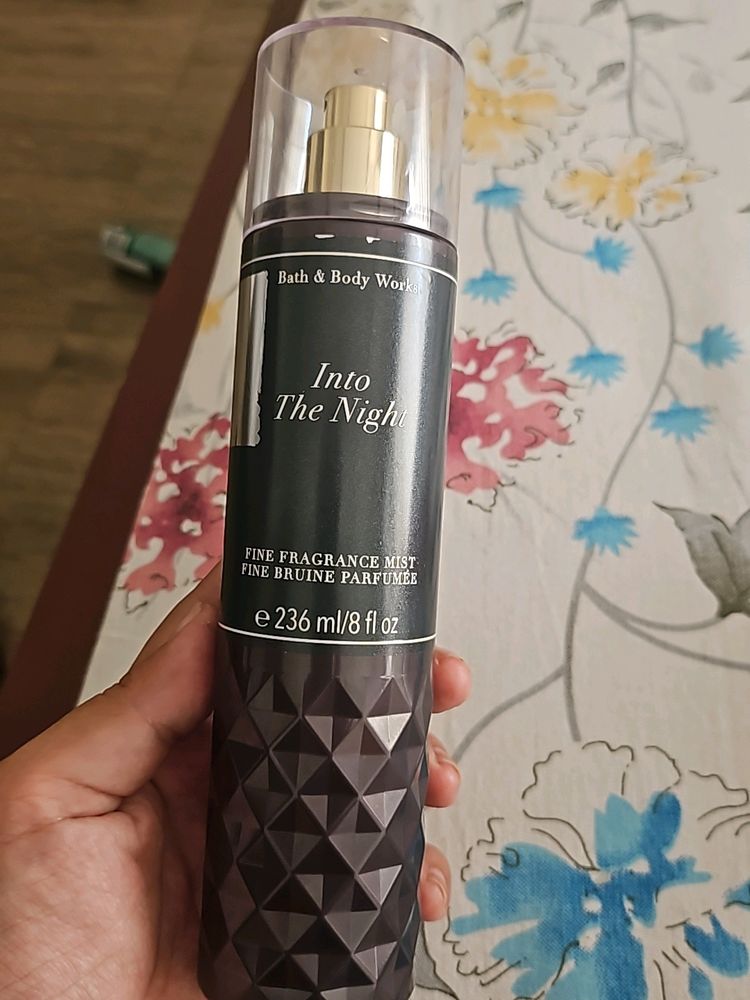 Bath & Body Works
Into
The Night
FINE FRAGRANCE MIST
FINE BRUINE PARFUMÉE
℮ 236 ml/8 fl oz